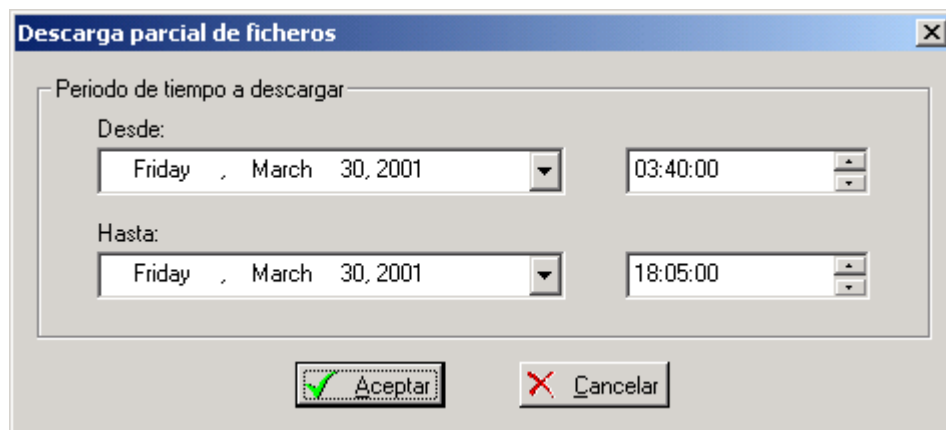 Descarga parcial de ficheros
Periodo de tiempo a descargar
Desde:
Friday , March 30, 2001 03:40:00
Hasta:
Friday , March 30, 2001 18:05:00
Aceptar Cancelar